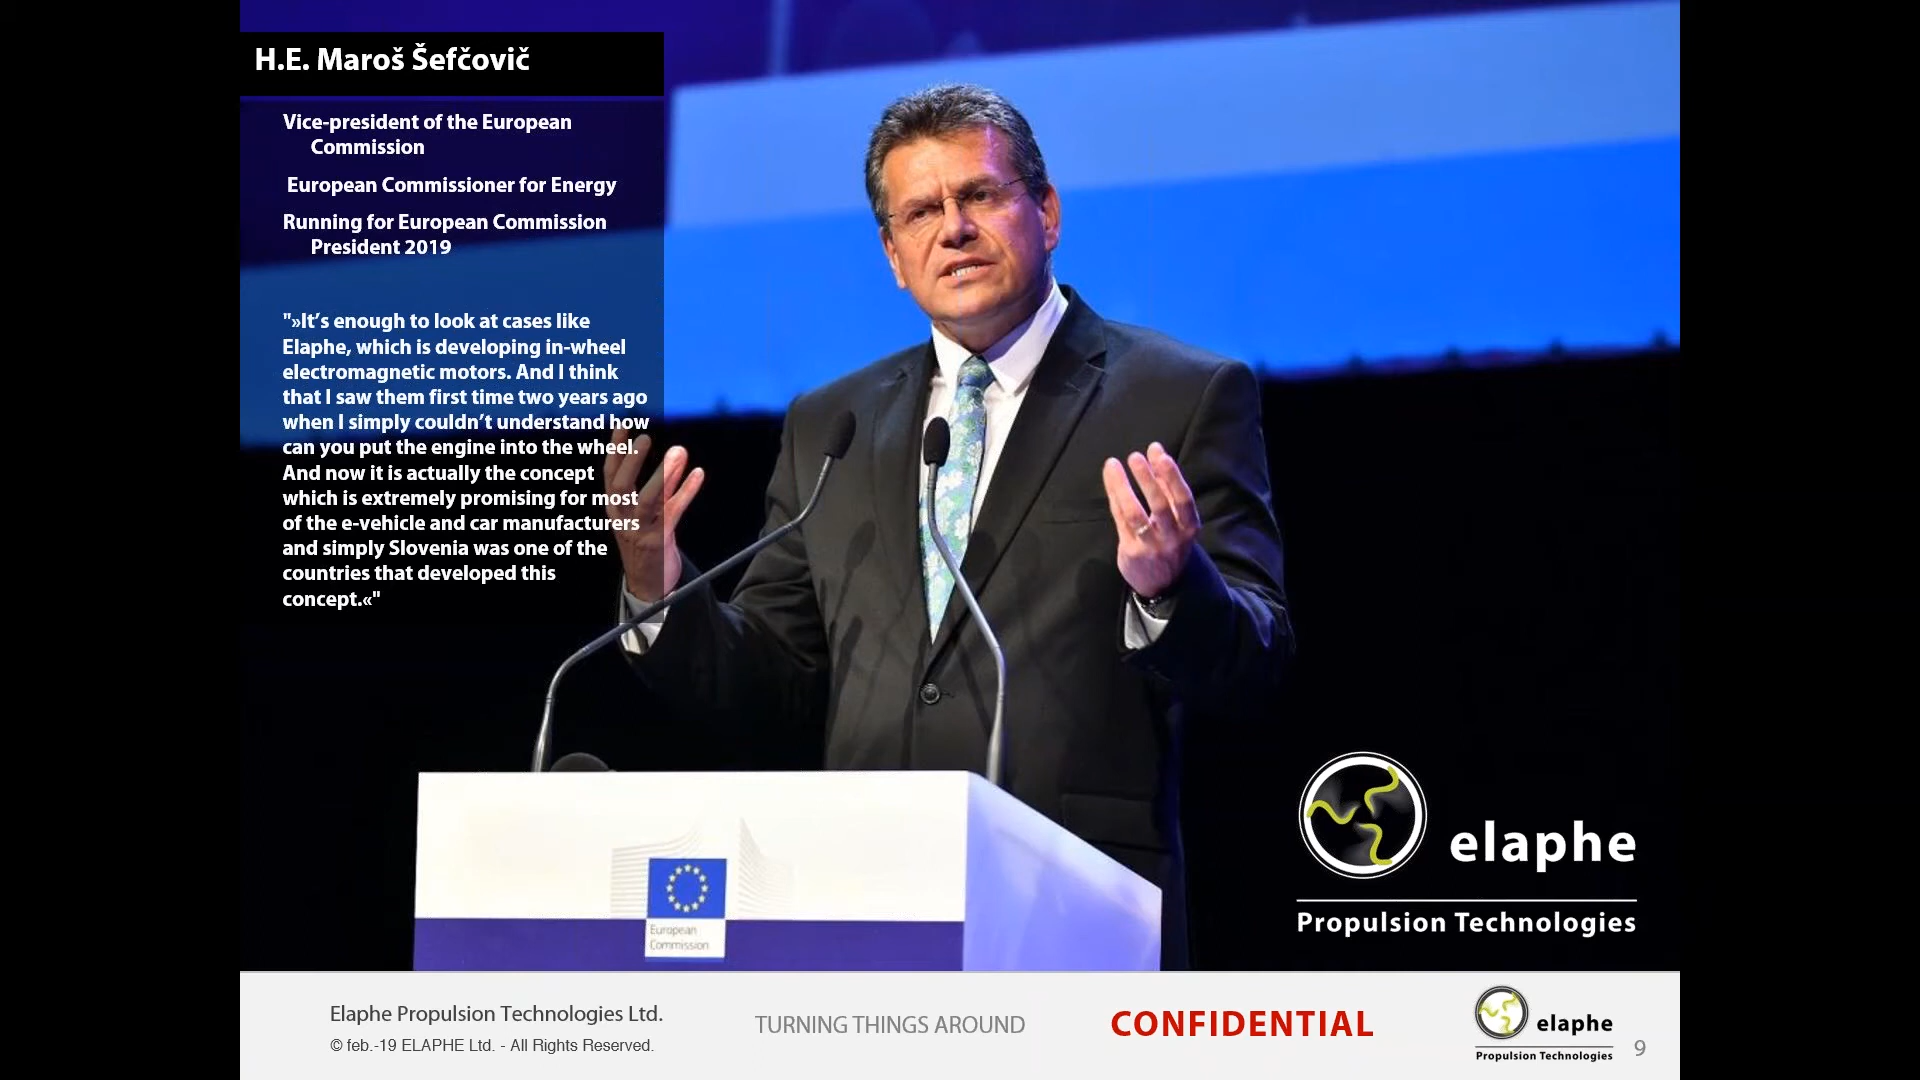 H.E. Maroš Šefčovič
Vice-president of the European
Commission
European Commissioner for Energy
Running for European Commission
President 2019
"»It’s enough to look at cases like
Elaphe, which is developing in-wheel
electromagnetic motors. And I think
that I saw them first time two years ago
when I simply couldn’t understand how
can you put the engine into the wheel.
And now it is actually the concept
which is extremely promising for most
of the e-vehicle and car manufacturers
and simply Slovenia was one of the
countries that developed this
concept.«"
European
Commission
elaphe
Propulsion Technologies
Elaphe Propulsion Technologies Ltd.
© feb.-19 ELAPHE Ltd. - All Rights Reserved.
TURNING THINGS AROUND
CONFIDENTIAL
elaphe
Propulsion Technologies
9